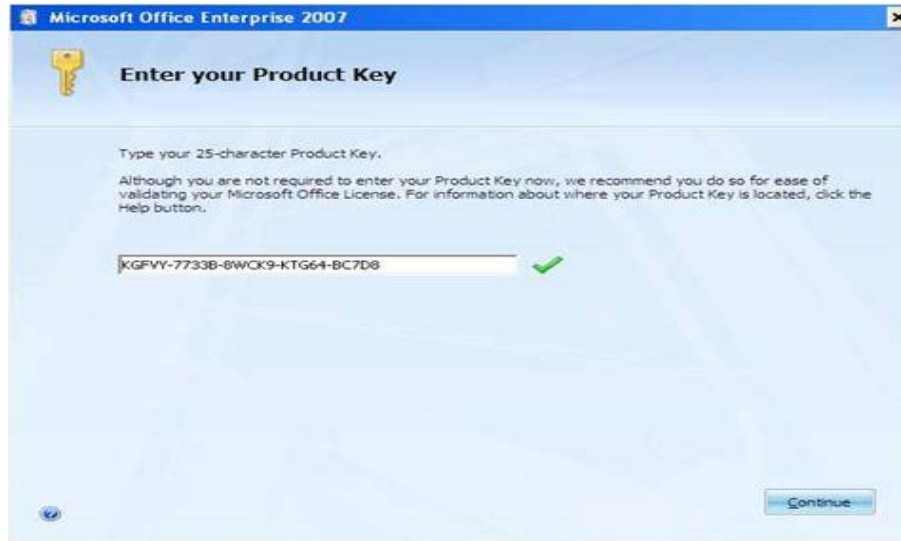 Microsoft Office Enterprise 2007
Enter your Product Key
Type your 25-character Product Key.
Although you are not required to enter your Product Key now, we recommend you do so for ease of
validating your Microsoft Office License. For information about where your Product Key is located, click the
Help button.
KGFVY-7733B-8WCK9-KTG64-BC7D8
Continue